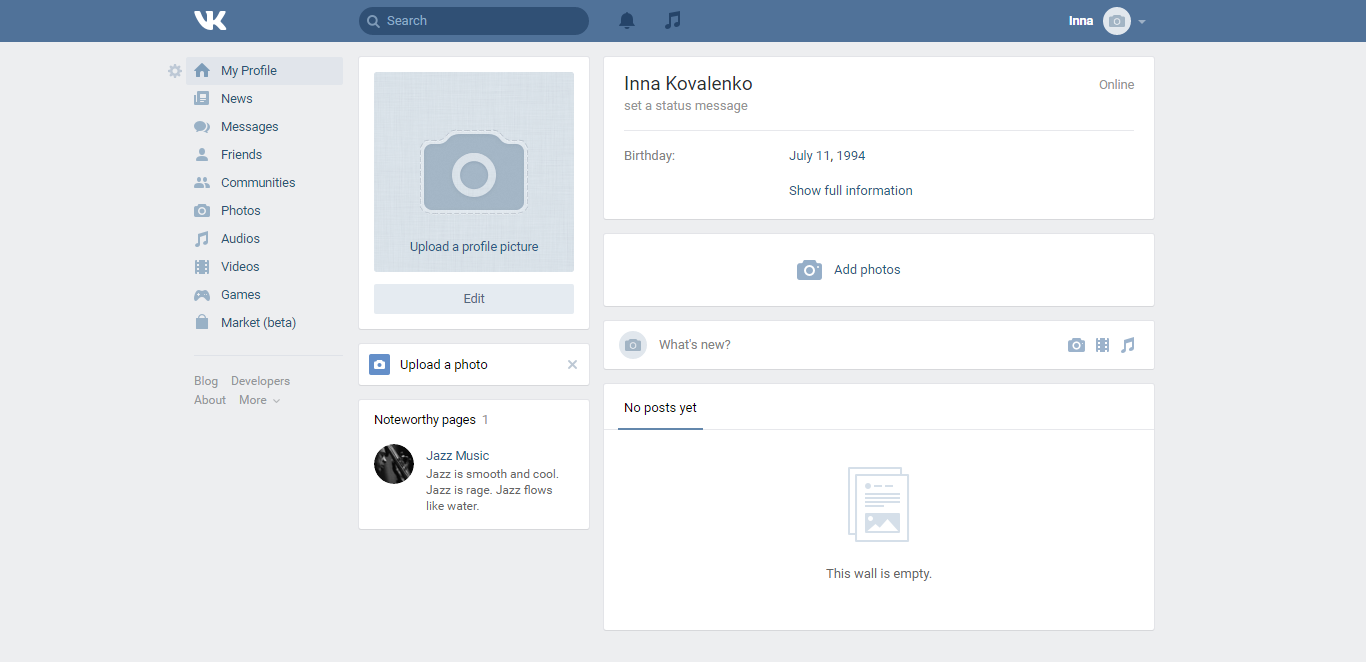 VK
Search
Inna
My Profile
News
Messages
Friends
Communities
Photos
Audios
Videos
Games
Market (beta)
Blog Developers
About More
Upload a profile picture
Edit
Upload a photo
Noteworthy pages 1
Jazz Music
Jazz is smooth and cool.
Jazz is rage. Jazz flows
like water.
Inna Kovalenko
Online
set a status message
Birthday: July 11, 1994
Show full information
Add photos
What's new?
No posts yet
This wall is empty.